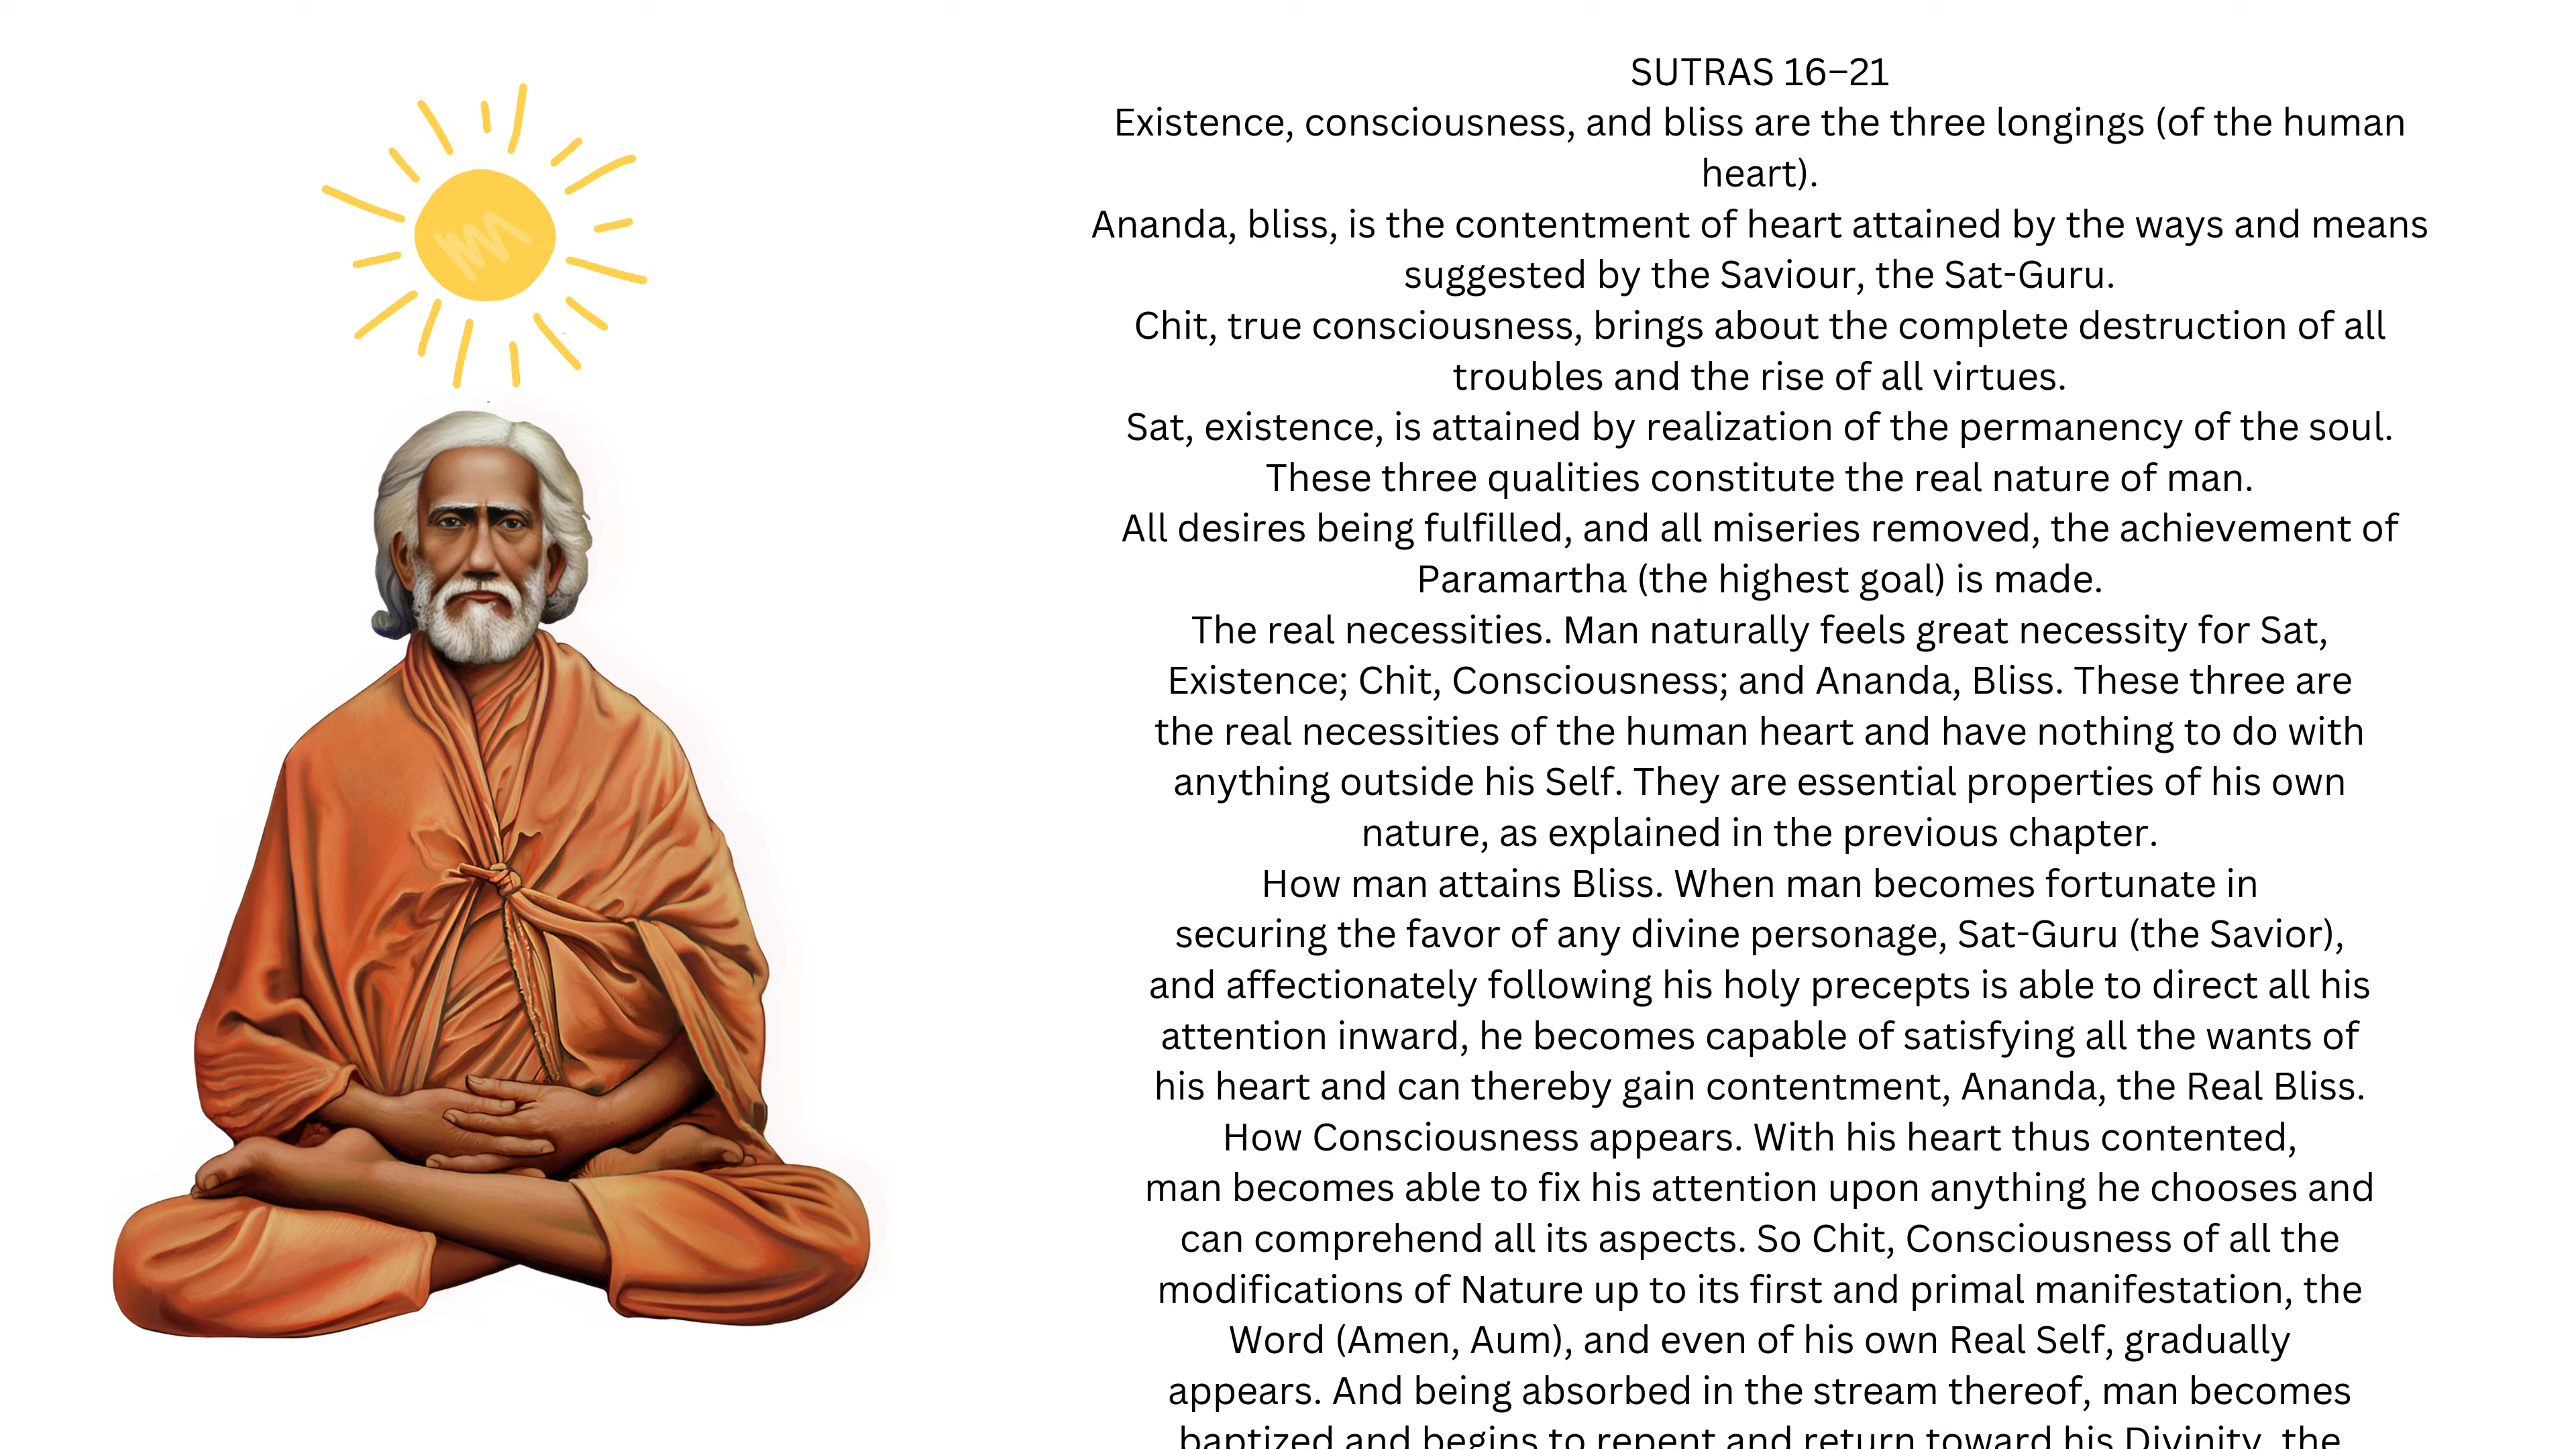 SUTRAS 16–21
Existence, consciousness, and bliss are the three longings (of the human
heart).
Ananda, bliss, is the contentment of heart attained by the ways and means
suggested by the Saviour, the Sat-Guru.
Chit, true consciousness, brings about the complete destruction of all
troubles and the rise of all virtues.
Sat, existence, is attained by realization of the permanency of the soul.
These three qualities constitute the real nature of man.
All desires being fulfilled, and all miseries removed, the achievement of
Paramartha (the highest goal) is made.
The real necessities. Man naturally feels great necessity for Sat,
Existence; Chit, Consciousness; and Ananda, Bliss. These three are
the real necessities of the human heart and have nothing to do with
anything outside his Self. They are essential properties of his own
nature, as explained in the previous chapter.
How man attains Bliss. When man becomes fortunate in
securing the favor of any divine personage, Sat-Guru (the Savior),
and affectionately following his holy precepts is able to direct all his
attention inward, he becomes capable of satisfying all the wants of
his heart and can thereby gain contentment, Ananda, the Real Bliss.
How Consciousness appears. With his heart thus contented,
man becomes able to fix his attention upon anything he chooses and
can comprehend all its aspects. So Chit, Consciousness of all the
modifications of Nature up to its first and primal manifestation, the
Word (Amen, Aum), and even of his own Real Self, gradually
appears. And being absorbed in the stream thereof, man becomes
baptized and begins to repent and return toward his Divinity, the